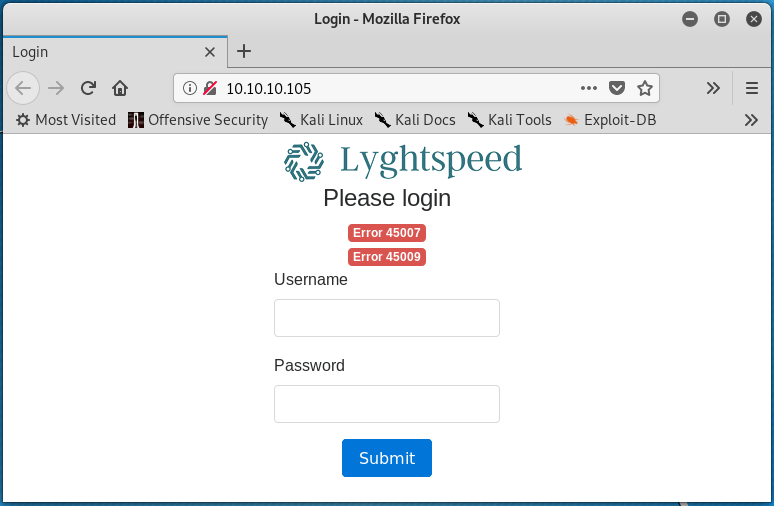 Login - Mozilla Firefox
Login
10.10.10.105
Most Visited Offensive Security Kali Linux Kali Docs Kali Tools Exploit-DB
Lyghtspeed
Please login
Error 45007
Error 45009
Username
Password
Submit